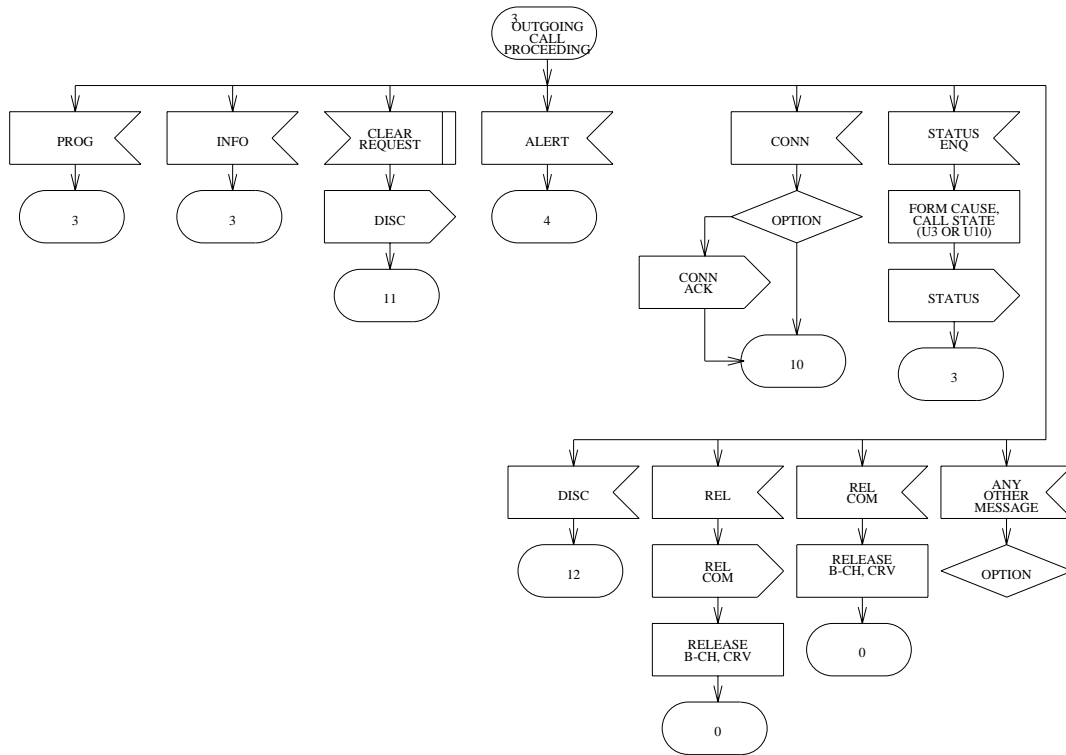 3
OUTGOING
CALL
PROCEEDING
PROG
INFO
CLEAR
REQUEST
ALERT
CONN
STATUS
ENQ
3
3
DISC
4
OPTION
FORM CAUSE,
CALL STATE
(U3 OR U10)
11
CONN
ACK
STATUS
10
3
DISC
REL
REL
COM
ANY
OTHER
MESSAGE
12
REL
COM
RELEASE
B-CH, CRV
OPTION
RELEASE
B-CH, CRV
0
0